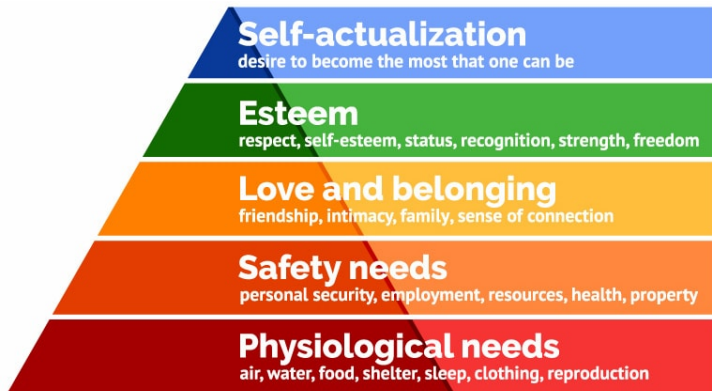 Self-actualization
desire to become the most that one can be
Esteem
respect, self-esteem, status, recognition, strength, freedom
Love and belonging
friendship, intimacy, family, sense of connection
Safety needs
personal security, employment, resources, health, property
Physiological needs
air, water, food, shelter, sleep, clothing, reproduction